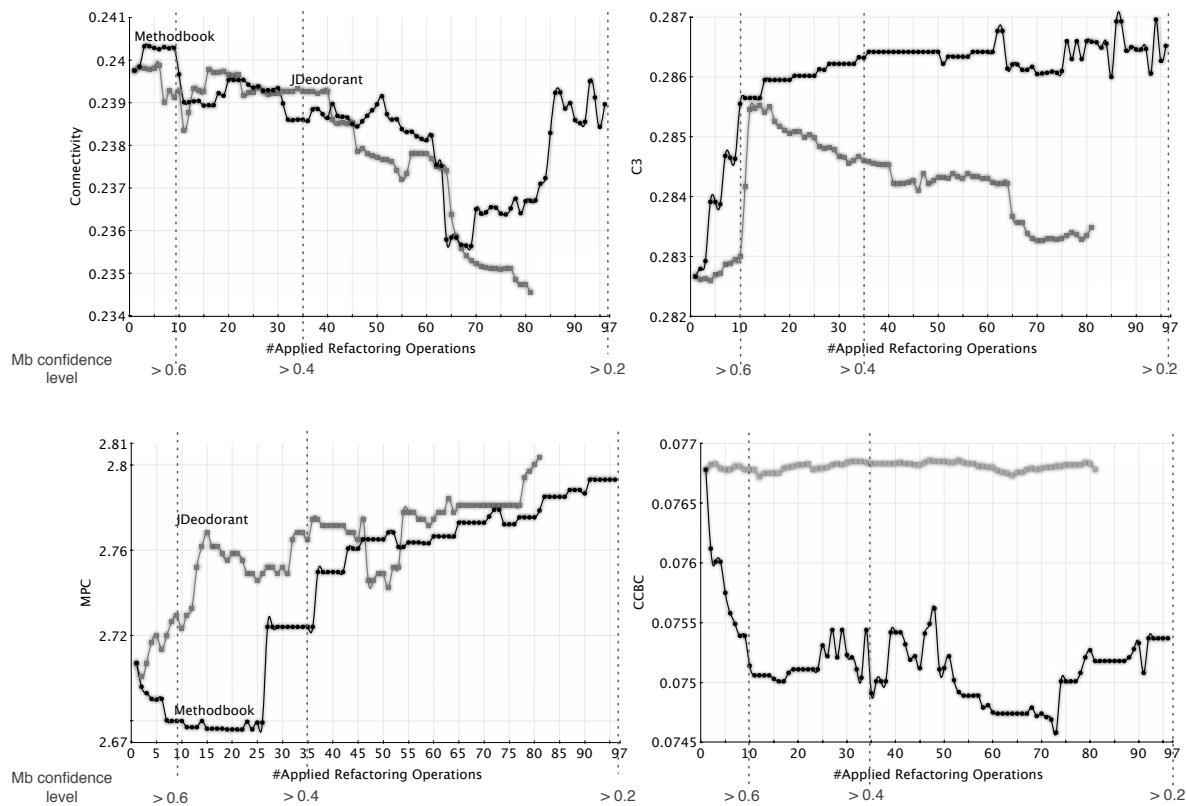 0.241
0.24
0.239
0.238
0.237
0.236
0.235
0.234
Connectivity
Methodbook
JDeodorant
0 10 20 30 40 50 60 70 80 90 97
#Applied Refactoring Operations
Mb confidence
level
> 0.6 > 0.4 > 0.2
0.287
0.286
0.285
0.284
0.283
0.282
C3
0 10 20 30 40 50 60 70 80 90 97
#Applied Refactoring Operations
> 0.6 > 0.4 > 0.2
2.81
2.8
2.76
2.72
2.67
MPC
JDeodorant
Methodbook
0 5 10 15 20 25 30 35 40 45 50 55 60 65 70 75 80 85 90 97
#Applied Refactoring Operations
Mb confidence
level
> 0.6 > 0.4 > 0.2
0.077
0.0765
0.076
0.0755
0.075
0.0745
CCBC
0 10 20 30 40 50 60 70 80 90 97
#Applied Refactoring Operations
> 0.6 > 0.4 > 0.2